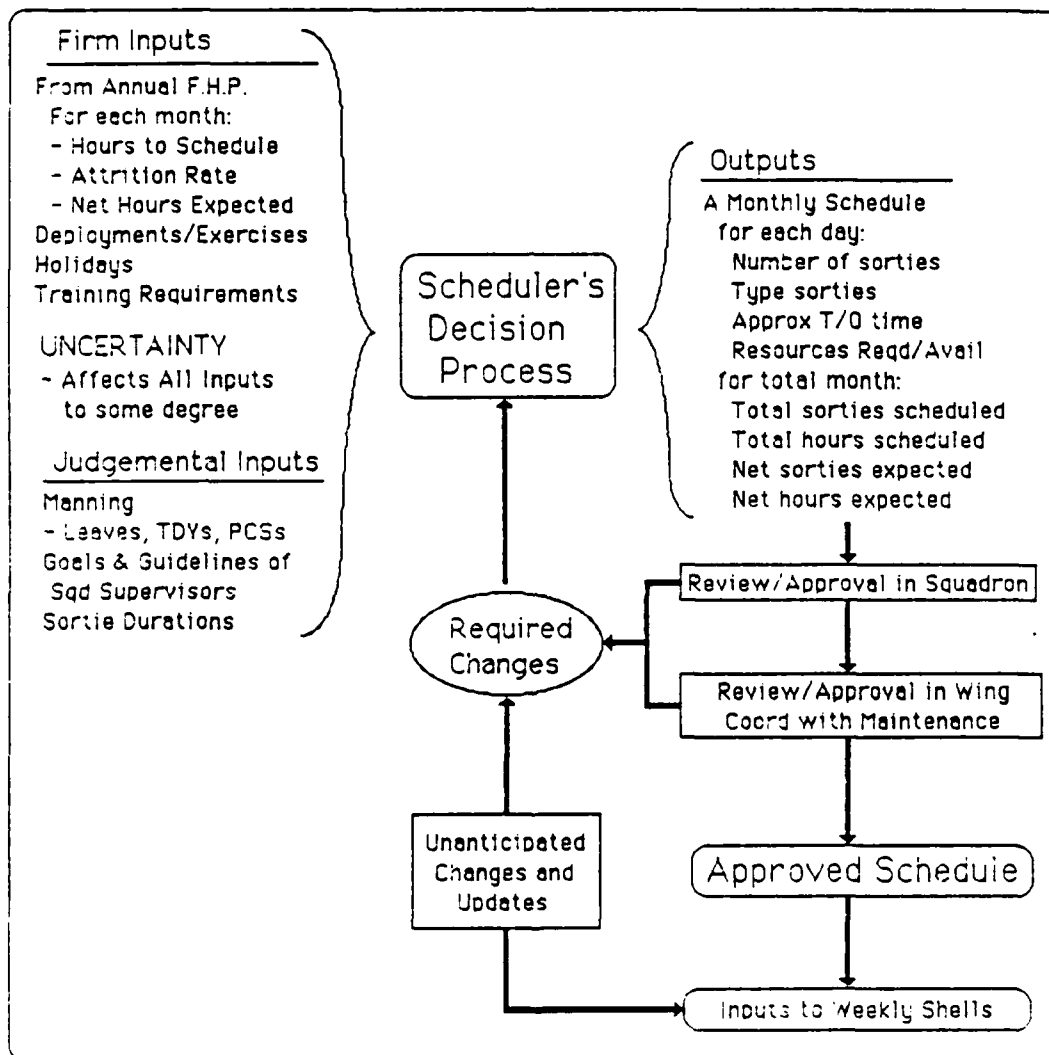 Firm Inputs
From Annual F.H.P.
For each month:
- Hours to Schedule
- Attrition Rate
- Net Hours Expected
Deployments/Exercises
Holidays
Training Requirements
UNCERTAINTY
- Affects All Inputs
to some degree
Judgemental Inputs
Manning
- Leaves, TDYs, PCSs
Goals & Guidelines of
Sqd Supervisors
Sortie Durations
Scheduler's
Decision
Process
Outputs
A Monthly Schedule
for each day:
Number of sorties
Type sorties
Approx T/O time
Resources Reqd/Avail
for total month:
Total sorties scheduled
Total hours scheduled
Net sorties expected
Net hours expected
Review/Approval in Squadron
Required
Changes
Review/Approval in Wing
Coord with Maintenance
Unanticipated
Changes and
Updates
Approved Schedule
Inputs to Weekly Shells